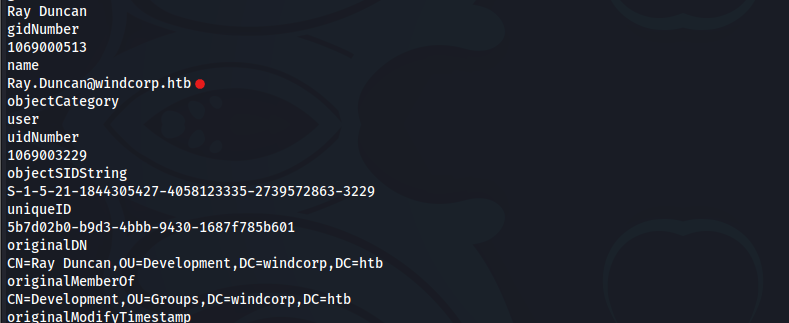 Ray Duncan
gidNumber
1069000513
name
Ray.Duncan@windcorp.htb
objectCategory
user
uidNumber
1069003229
objectSIDString
S-1-5-21-1844305427-4058123335-2739572863-3229
uniqueID
5b7d02b0-b9d3-4bbb-9430-1687f785b601
originalDN
CN=Ray Duncan,OU=Development,DC=windcorp,DC=htb
originalMemberOf
CN=Development,OU=Groups,DC=windcorp,DC=htb
originalModifyTimestamp